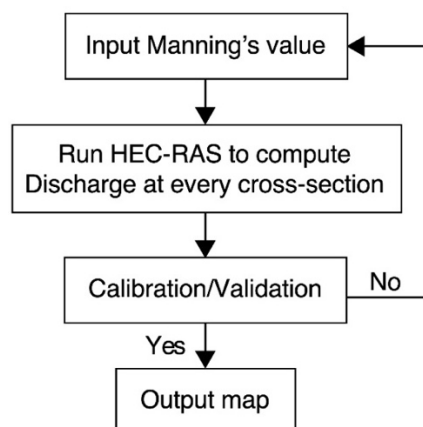 Input Manning's value
Run HEC-RAS to compute
Discharge at every cross-section
Calibration/Validation
No
Yes
Output map